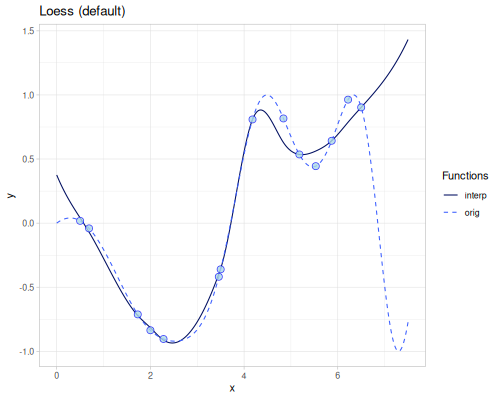 Loess (default)
1.5
1.0
0.5
0.0
-0.5
-1.0
y
0 2 4 6
x
Functions
interp
orig